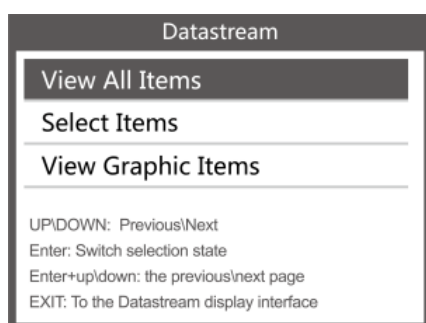 Datastream
View All Items
Select Items
View Graphic Items
UP\DOWN: Previous\Next
Enter: Switch selection state
Enter+up\down: the previous\next page
EXIT: To the Datastream display interface